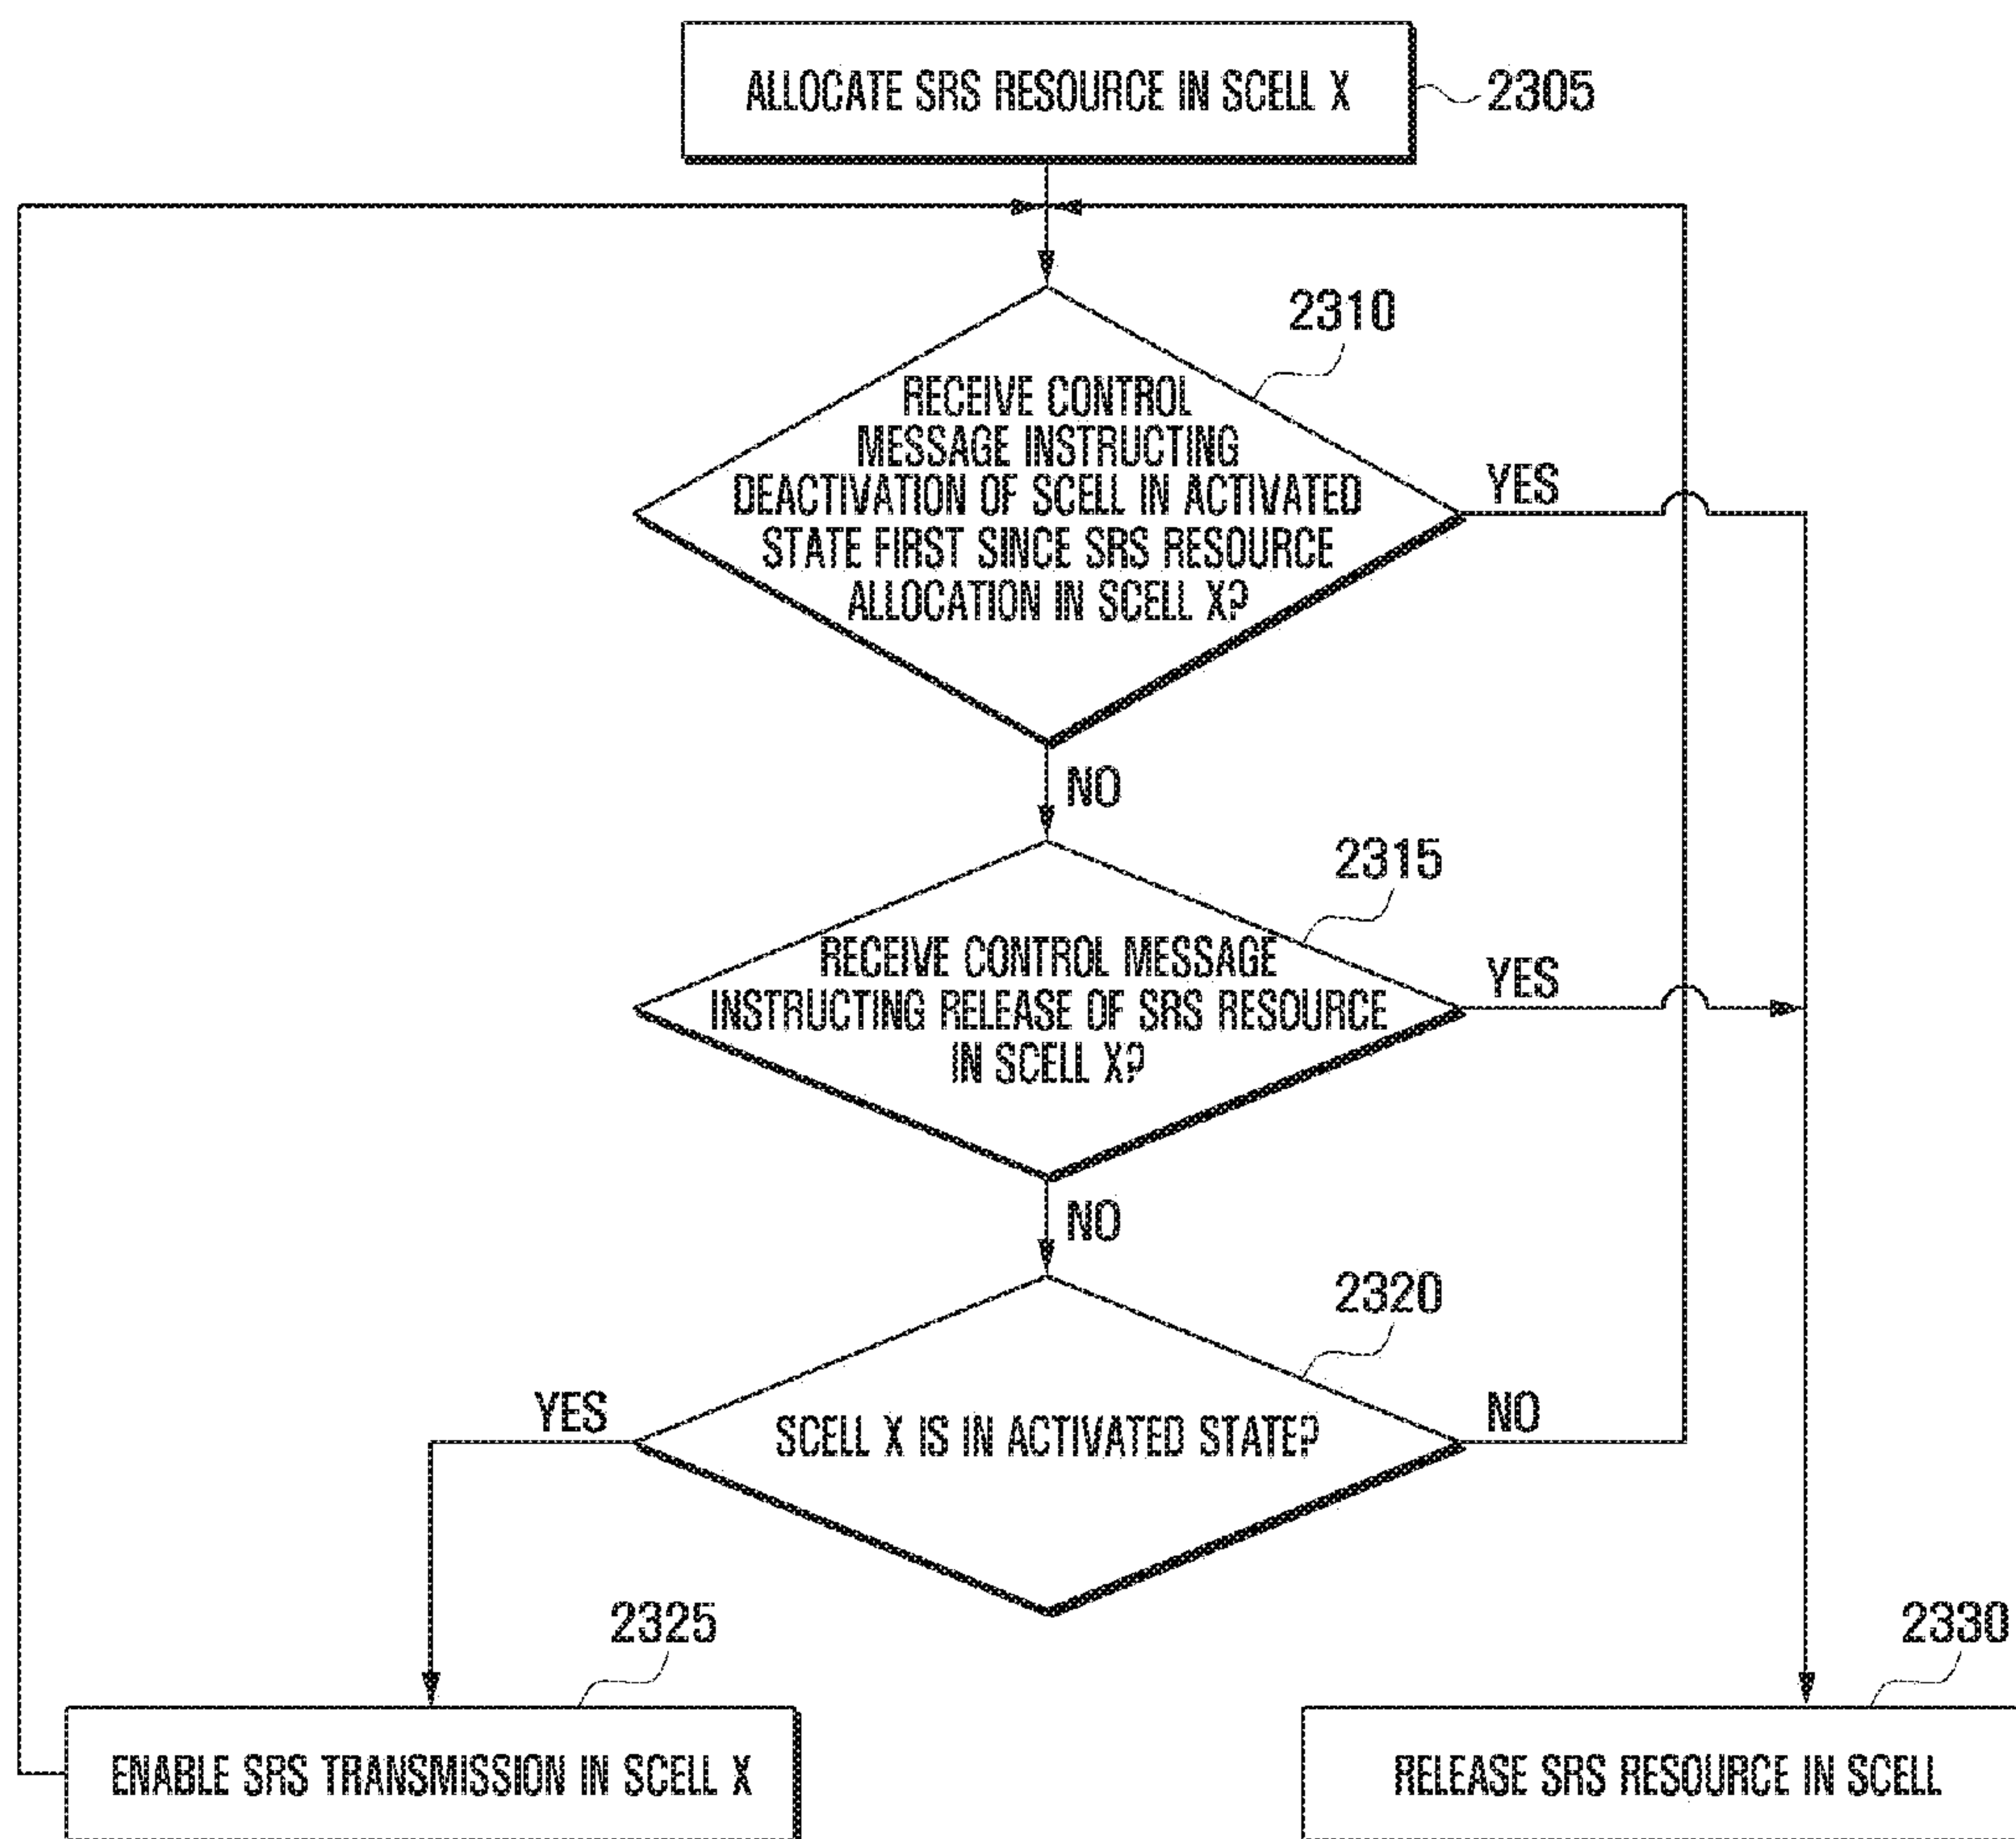 ALLOCATE SRS RESOURCE IN SCELL X
2305
2310
RECEIVE CONTROL
MESSAGE INSTRUCTING
DEACTIVATION OF SCELL IN ACTIVATED
STATE FIRST SINCE SRS RESOURCE
ALLOCATION IN SCELL X?
YES
NO
2315
RECEIVE CONTROL MESSAGE
INSTRUCTING RELEASE OF SRS RESOURCE
IN SCELL X?
YES
NO
2320
SCELL X IS IN ACTIVATED STATE?
YES
NO
2325
ENABLE SRS TRANSMISSION IN SCELL X
2330
RELEASE SRS RESOURCE IN SCELL